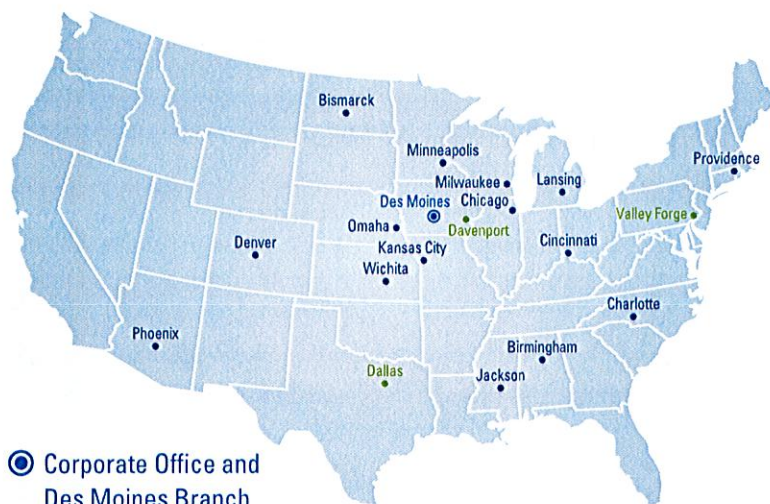 Bismarck
Minneapolis
Providence
Milwaukee
Lansing
Des Moines
Chicago
Valley Forge
Omaha
Davenport
Denver
Kansas City
Cincinnati
Wichita
Charlotte
Phoenix
Birmingham
Dallas
Jackson
Corporate Office and
Des Moines Branch